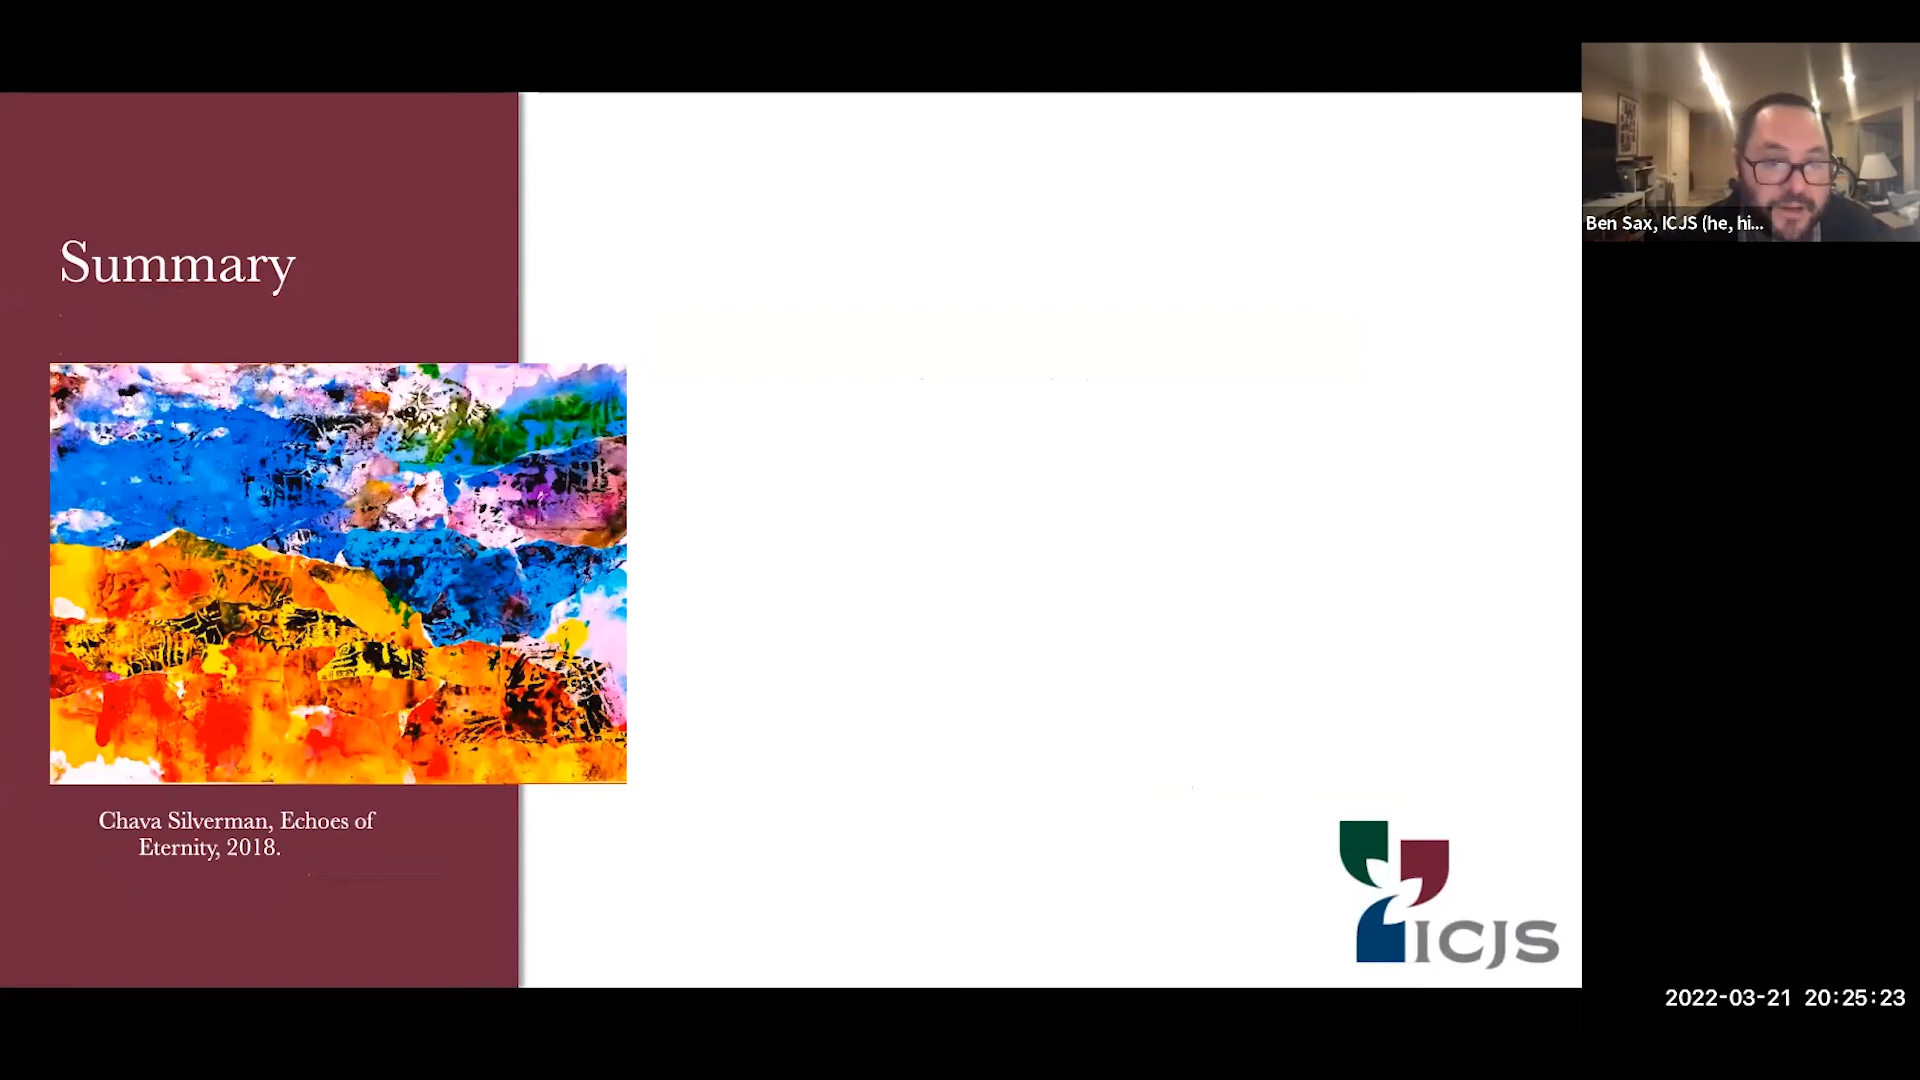 Summary
Chava Silverman, Echoes of
Eternity, 2018.
ICJS
Ben Sax, ICJS (he, hi...
2022-03-21 20:25:23